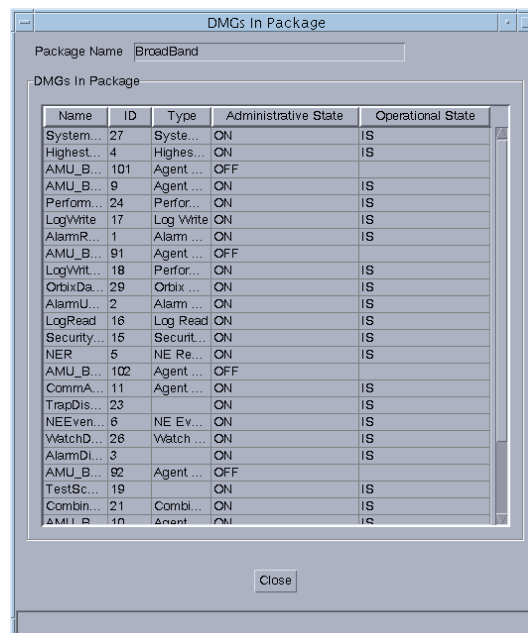 DMGs In Package
Package Name BroadBand
DMGs In Package
Name ID Type Administrative State Operational State
System... 27 Syste... ON IS
Highest... 4 Highes... ON IS
AMU_B... 101 Agent ... OFF
AMU_B... 9 Agent ... ON IS
Perform... 24 Perfor... ON IS
LogWrite 17 Log Write ON IS
AlarmR... 1 Alarm ... ON IS
AMU_B... 91 Agent ... OFF
LogWrit... 18 Perfor... ON IS
OrbixDa... 29 Orbix ... ON IS
AlarmU... 2 Alarm ... ON IS
LogRead 16 Log Read ON IS
Security... 15 Securit... ON IS
NER 5 NE Re... ON IS
AMU_B... 102 Agent ... OFF
CommA... 11 Agent ... ON IS
TrapDis... 23 ON IS
NEEven... 6 NE Ev... ON IS
WatchD... 26 Watch ... ON IS
AlarmDi... 3 ON IS
AMU_B... 92 Agent ... OFF
TestSc... 19 ON IS
Combin... 21 Combi... ON IS
AMU_B... 10 Agent ... ON IS
Close